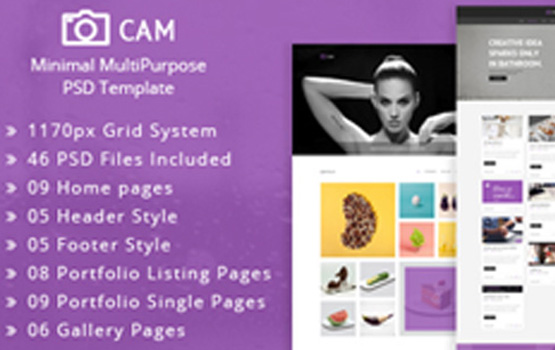 CAM
Minimal MultiPurpose
PSD Template
» 1170px Grid System
» 46 PSD Files Included
» 09 Home pages
» 05 Header Style
» 05 Footer Style
» 08 Portfolio Listing Pages
» 09 Portfolio Single Pages
» 06 Gallery Pages
CREATIVE IDEA
SPARKS ONLY
IN BATHROOM.